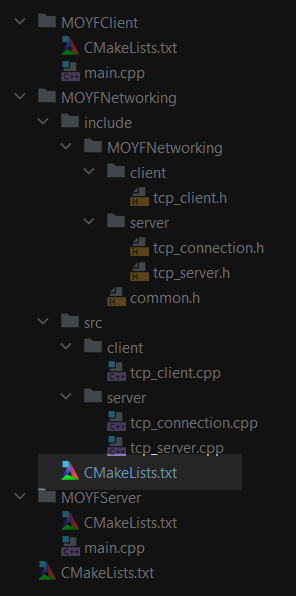 MOYFClient
CMakeLists.txt
main.cpp
MOYFNetworking
include
MOYFNetworking
client
tcp_client.h
server
tcp_connection.h
tcp_server.h
common.h
src
client
tcp_client.cpp
server
tcp_connection.cpp
tcp_server.cpp
CMakeLists.txt
MOYFServer
CMakeLists.txt
main.cpp
CMakeLists.txt